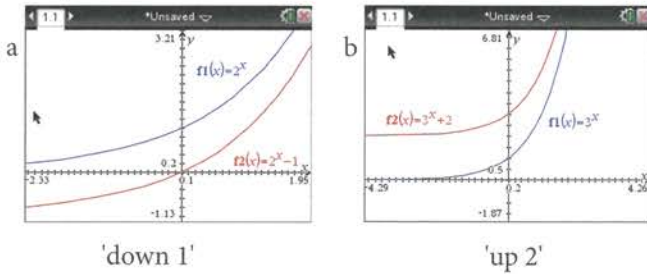 a
1.1
*Unsaved
3.21
y
f1(x)=2^x
0.2
f2(x)=2^x-1
x
-2.33
0.1
1.95
-1.13
'down 1'
b
1.1
*Unsaved
6.81
y
f2(x)=3^x+2
f1(x)=3^x
0.5
x
-4.29
0.2
4.26
-1.87
'up 2'